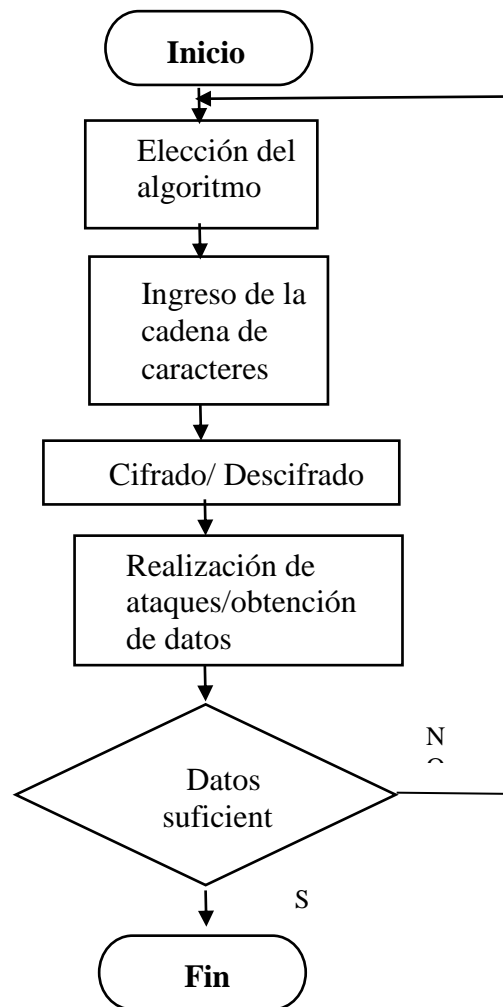 Inicio
Elección del
algoritmo
Ingreso de la
cadena de
caracteres
Cifrado/ Descifrado
Realización de
ataques/obtención
de datos
N
Datos
suficient
S
Fin